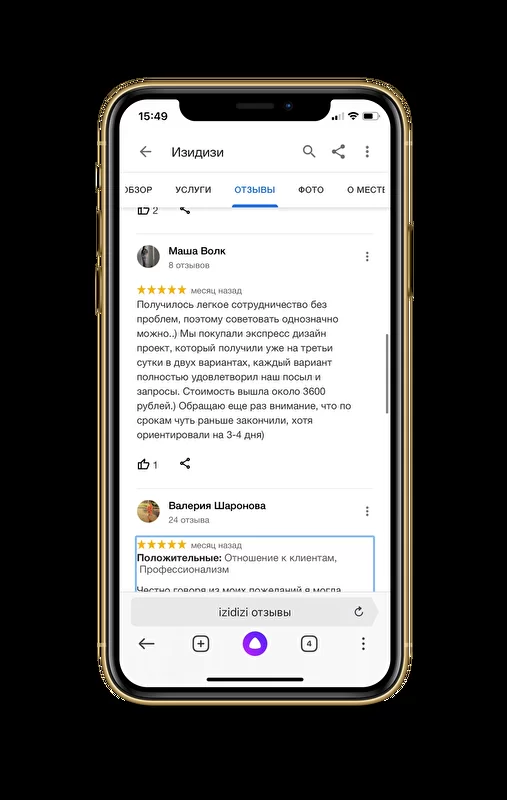 15:49
Изидизи
ОБЗОР УСЛУГИ ОТЗЫВЫ ФОТО О МЕСТЕ
2
Маша Волк
8 отзывов
месяц назад
Получилось легкое сотрудничество без
проблем, поэтому советовать однозначно
можно..) Мы покупали экспресс дизайн
проект, который получили уже на третьи
сутки в двух вариантах, каждый вариант
полностью удовлетворил наш посыл и
запросы. Стоимость вышла около 3600
рублей.) Обращаю еще раз внимание, что по
срокам чуть раньше закончили, хотя
ориентировали на 3-4 дня)
1
Валерия Шаронова
24 отзыва
месяц назад
Положительные: Отношение к клиентам,
Профессионализм
Честно говоря из моих пожеланий я могла
izidizi отзывы
4